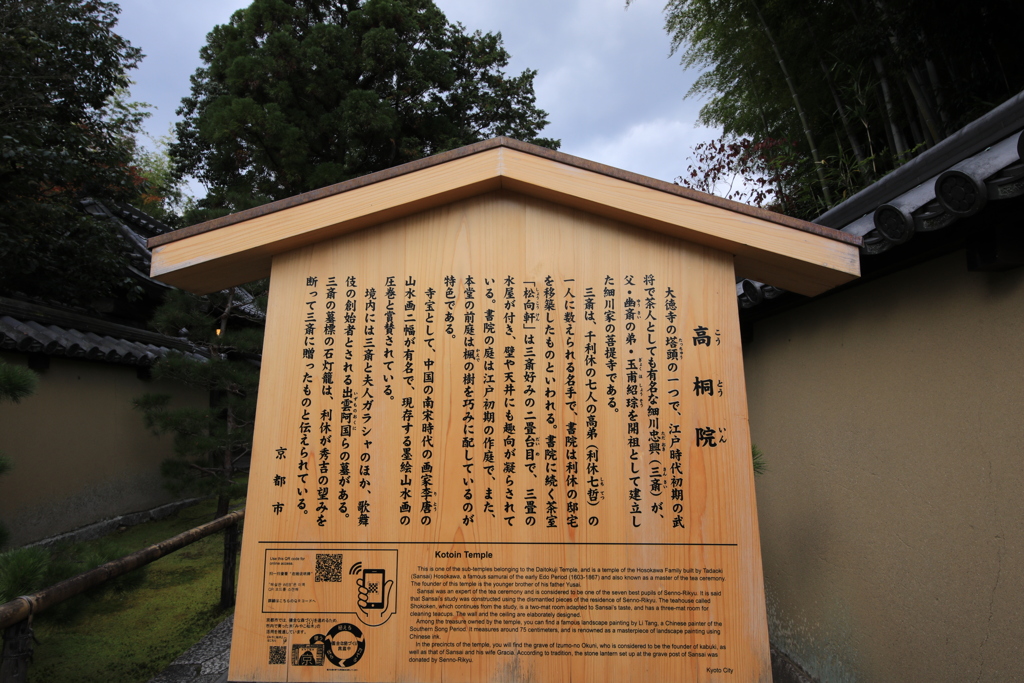 高桐院
大徳寺の塔頭の一つで、江戸時代初期の武
将で茶人としても有名な細川忠興(三斎)が、
父・幽斎の弟・玉甫紹琮を開祖として建立し
た細川家の菩提寺である。
三斎は、千利休の七人の高弟(利休七哲)の
一人に数えられる名手で、書院は利休の邸宅
を移築したものといわれる。書院に続く茶室
「松向軒」は三斎好みの二畳台目で、三畳の
水屋が付き、壁や天井にも趣向が凝らされて
いる。書院の庭は江戸初期の作庭で、また、
本堂の前庭は楓の樹を巧みに配しているのが
特色である。
寺宝として、中国の南宋時代の画家李唐の
山水画二幅が有名で、現存する墨絵山水画の
圧巻と賞賛されている。
境内には三斎と夫人ガラシャのほか、歌舞
伎の創始者とされる出雲阿国らの墓がある。
三斎の墓標の石灯籠は、利休が秀吉の望みを
断って三斎に贈ったものと伝えられている。
京都市
Use this QR code for
online access.
Kotoin Temple
This is one of the sub-temples belonging to the Daitokuji Temple, and is a temple of the Hosokawa Family built by Tadaoki
(Sansai) Hosokawa, a famous samurai of the early Edo Period (1603-1867) and also known as a master of the tea ceremony.
The founder of this temple is the younger brother of his father Yusai.
Sansai was an expert of the tea ceremony and is considered to be one of the seven best pupils of Senno-Rikyu. It is said
that Sansai's study was constructed using the dismantled pieces of the residence of Senno-Rikyu. The teahouse called
Shokoken, which continues from the study, is a two-mat room adapted to Sansai's taste, and has a three-mat room for
cleaning teacups. The wall and the ceiling are elaborately designed.
Among the treasure owned by the temple, you can find a famous landscape painting by Li Tang, a Chinese painter of the
Southern Song Period. It measures around 75 centimeters, and is renowned as a masterpiece of landscape painting using
Chinese ink.
In the precincts of the temple, you will find the grave of Izumo-no Okuni, who is considered to be the founder of kabuki, as
well as that of Sansai and his wife Gracia. According to tradition, the stone lantern set up at the grave post of Sansai was
donated by Senno-Rikyu.
Kyoto City